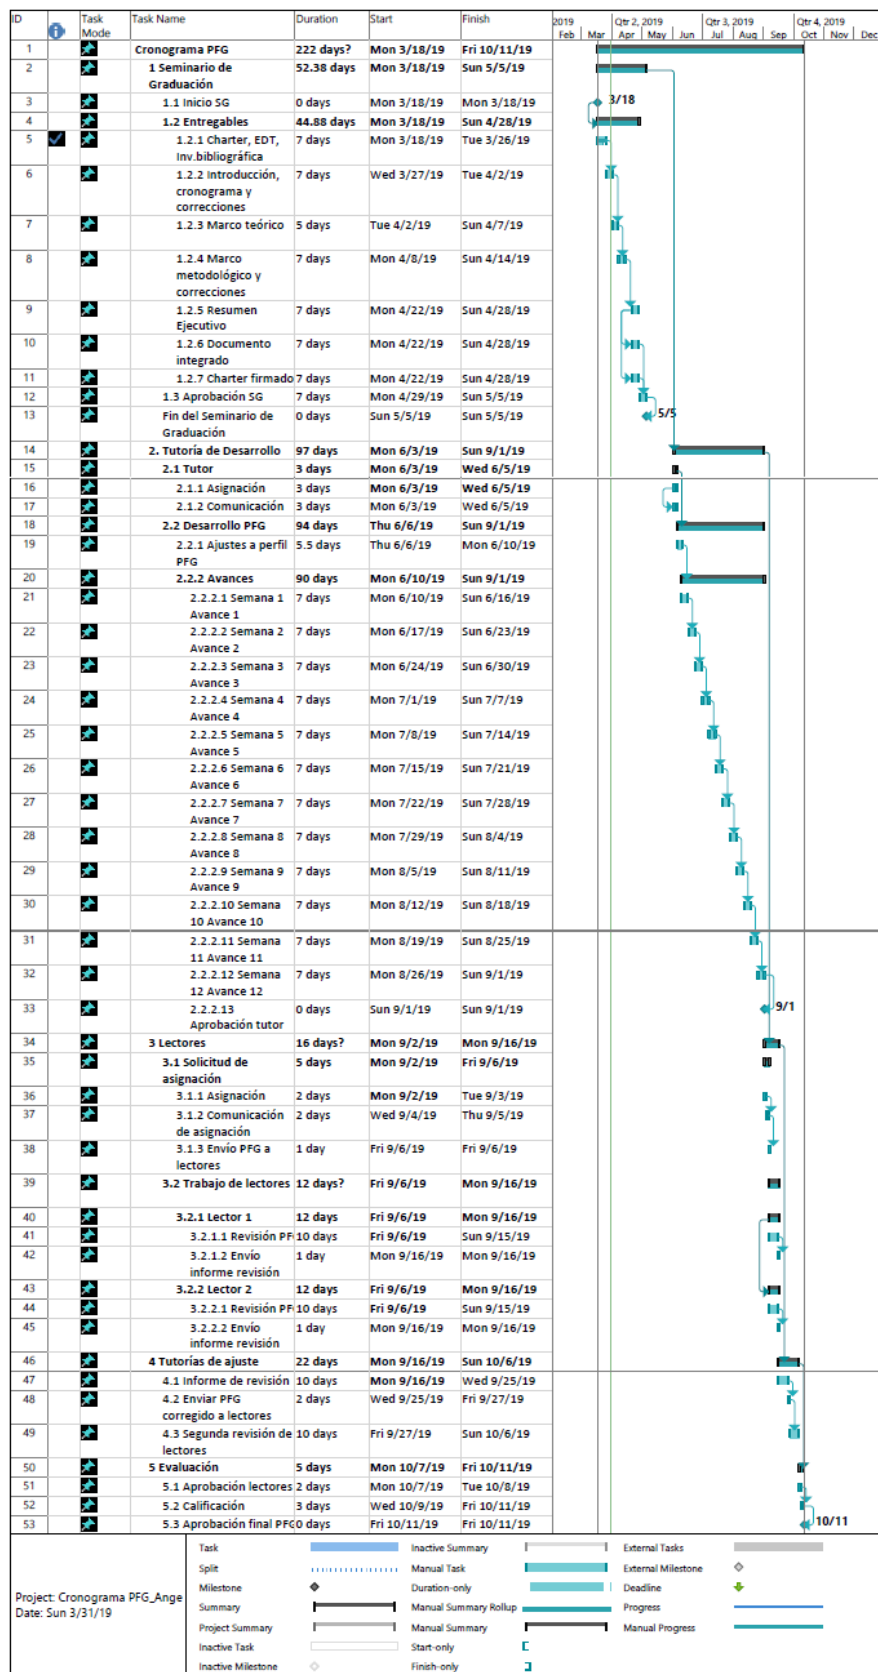 ID Task Mode Task Name Duration Start Finish 2019 Qtr 2, 2019 Qtr 3, 2019 Qtr 4, 2019
Feb Mar Apr May Jun Jul Aug Sep Oct Nov Dec
1 Cronograma PFG 222 days? Mon 3/18/19 Fri 10/11/19
2 1 Seminario de 52.38 days Mon 3/18/19 Sun 5/5/19
Graduación
3 1.1 Inicio SG 0 days Mon 3/18/19 Mon 3/18/19 3/18
4 1.2 Entregables 44.88 days Mon 3/18/19 Sun 4/28/19
5 1.2.1 Charter, EDT, 7 days Mon 3/18/19 Tue 3/26/19
Inv.bibliográfica
6 1.2.2 Introducción, 7 days Wed 3/27/19 Tue 4/2/19
cronograma y
correcciones
7 1.2.3 Marco teórico 5 days Tue 4/2/19 Sun 4/7/19
8 1.2.4 Marco 7 days Mon 4/8/19 Sun 4/14/19
metodológico y
correcciones
9 1.2.5 Resumen 7 days Mon 4/22/19 Sun 4/28/19
Ejecutivo
10 1.2.6 Documento 7 days Mon 4/22/19 Sun 4/28/19
integrado
11 1.2.7 Charter firmado 7 days Mon 4/22/19 Sun 4/28/19
12 1.3 Aprobación SG 7 days Mon 4/29/19 Sun 5/5/19
13 Fin del Seminario de 0 days Sun 5/5/19 Sun 5/5/19 5/5
Graduación
14 2. Tutoría de Desarrollo 97 days Mon 6/3/19 Sun 9/1/19
15 2.1 Tutor 3 days Mon 6/3/19 Wed 6/5/19
16 2.1.1 Asignación 3 days Mon 6/3/19 Wed 6/5/19
17 2.1.2 Comunicación 3 days Mon 6/3/19 Wed 6/5/19
18 2.2 Desarrollo PFG 94 days Thu 6/6/19 Sun 9/1/19
19 2.2.1 Ajustes a perfil 5.5 days Thu 6/6/19 Mon 6/10/19
PFG
20 2.2.2 Avances 90 days Mon 6/10/19 Sun 9/1/19
21 2.2.2.1 Semana 1 7 days Mon 6/10/19 Sun 6/16/19
Avance 1
22 2.2.2.2 Semana 2 7 days Mon 6/17/19 Sun 6/23/19
Avance 2
23 2.2.2.3 Semana 3 7 days Mon 6/24/19 Sun 6/30/19
Avance 3
24 2.2.2.4 Semana 4 7 days Mon 7/1/19 Sun 7/7/19
Avance 4
25 2.2.2.5 Semana 5 7 days Mon 7/8/19 Sun 7/14/19
Avance 5
26 2.2.2.6 Semana 6 7 days Mon 7/15/19 Sun 7/21/19
Avance 6
27 2.2.2.7 Semana 7 7 days Mon 7/22/19 Sun 7/28/19
Avance 7
28 2.2.2.8 Semana 8 7 days Mon 7/29/19 Sun 8/4/19
Avance 8
29 2.2.2.9 Semana 9 7 days Mon 8/5/19 Sun 8/11/19
Avance 9
30 2.2.2.10 Semana 7 days Mon 8/12/19 Sun 8/18/19
10 Avance 10
31 2.2.2.11 Semana 7 days Mon 8/19/19 Sun 8/25/19
11 Avance 11
32 2.2.2.12 Semana 7 days Mon 8/26/19 Sun 9/1/19
12 Avance 12
33 2.2.2.13 0 days Sun 9/1/19 Sun 9/1/19 9/1
Aprobación tutor
34 3 Lectores 16 days? Mon 9/2/19 Mon 9/16/19
35 3.1 Solicitud de 5 days Mon 9/2/19 Fri 9/6/19
asignación
36 3.1.1 Asignación 2 days Mon 9/2/19 Tue 9/3/19
37 3.1.2 Comunicación 2 days Wed 9/4/19 Thu 9/5/19
de asignación
38 3.1.3 Envío PFG a 1 day Fri 9/6/19 Fri 9/6/19
lectores
39 3.2 Trabajo de lectores 12 days? Fri 9/6/19 Mon 9/16/19
40 3.2.1 Lector 1 12 days Fri 9/6/19 Mon 9/16/19
41 3.2.1.1 Revisión PF 10 days Fri 9/6/19 Sun 9/15/19
42 3.2.1.2 Envío 1 day Mon 9/16/19 Mon 9/16/19
informe revisión
43 3.2.2 Lector 2 12 days Fri 9/6/19 Mon 9/16/19
44 3.2.2.1 Revisión PF 10 days Fri 9/6/19 Sun 9/15/19
45 3.2.2.2 Envío 1 day Mon 9/16/19 Mon 9/16/19
informe revisión
46 4 Tutorías de ajuste 22 days Mon 9/16/19 Sun 10/6/19
47 4.1 Informe de revisión 10 days Mon 9/16/19 Wed 9/25/19
48 4.2 Enviar PFG 2 days Wed 9/25/19 Fri 9/27/19
corregido a lectores
49 4.3 Segunda revisión de 10 days Fri 9/27/19 Sun 10/6/19
lectores
50 5 Evaluación 5 days Mon 10/7/19 Fri 10/11/19
51 5.1 Aprobación lectores 2 days Mon 10/7/19 Tue 10/8/19
52 5.2 Calificación 3 days Wed 10/9/19 Fri 10/11/19
53 5.3 Aprobación final PFG 0 days Fri 10/11/19 Fri 10/11/19 10/11
Project: Cronograma PFG_Ange
Date: Sun 3/31/19
Task Inactive Summary External Tasks
Split Manual Task External Milestone
Milestone Duration-only Deadline
Summary Manual Summary Rollup Progress
Project Summary Manual Summary Manual Progress
Inactive Task Start-only
Inactive Milestone Finish-only